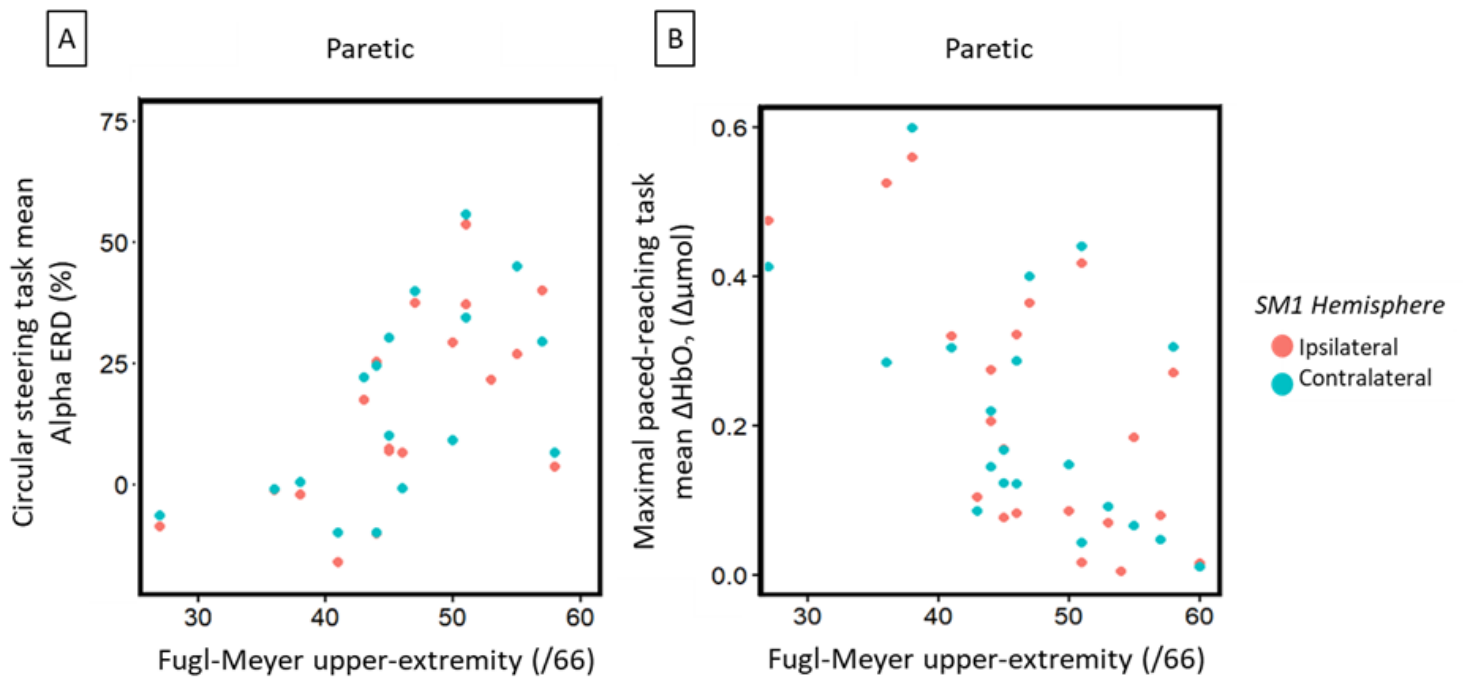 A
Paretic
Circular steering task mean
Alpha ERD (%)
75
50
25
0
30 40 50 60
Fugl-Meyer upper-extremity (/66)
B
Paretic
Maximal paced-reaching task
mean ΔHbO₂ (Δμmol)
0.6
0.4
0.2
0.0
30 40 50 60
Fugl-Meyer upper-extremity (/66)
SM1 Hemisphere
Ipsilateral
Contralateral